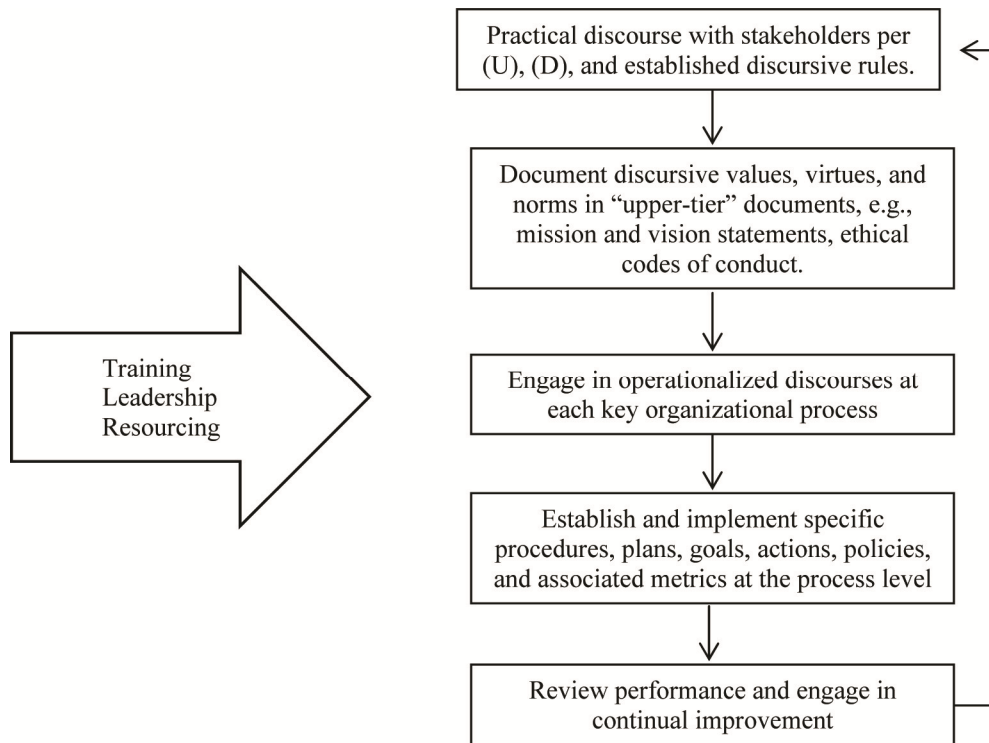 Practical discourse with stakeholders per
(U), (D), and established discursive rules.
Document discursive values, virtues, and
norms in “upper-tier” documents, e.g.,
mission and vision statements, ethical
codes of conduct.
Training
Leadership
Resourcing
Engage in operationalized discourses at
each key organizational process
Establish and implement specific
procedures, plans, goals, actions, policies,
and associated metrics at the process level
Review performance and engage in
continual improvement